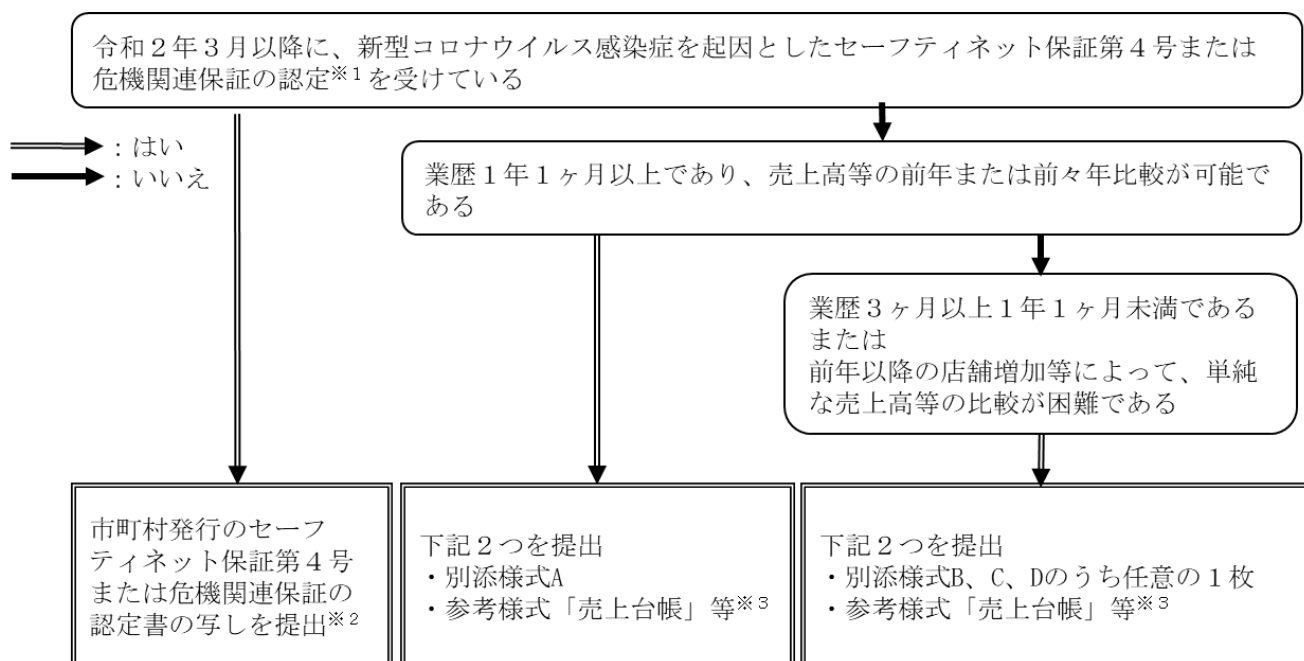 令和２年３月以降に、新型コロナウイルス感染症を起因としたセーフティネット保証第４号または
危機関連保証の認定※１を受けている
：はい
：いいえ
業歴１年１ヶ月以上であり、売上高等の前年または前々年比較が可能で
ある
業歴３ヶ月以上１年１ヶ月未満である
または
前年以降の店舗増加等によって、単純
な売上高等の比較が困難である
市町村発行のセーフ
ティネット保証第４号
または危機関連保証の
認定書の写しを提出※２
下記２つを提出
・別添様式A
・参考様式「売上台帳」等※３
下記２つを提出
・別添様式B、C、Dのうち任意の１枚
・参考様式「売上台帳」等※３